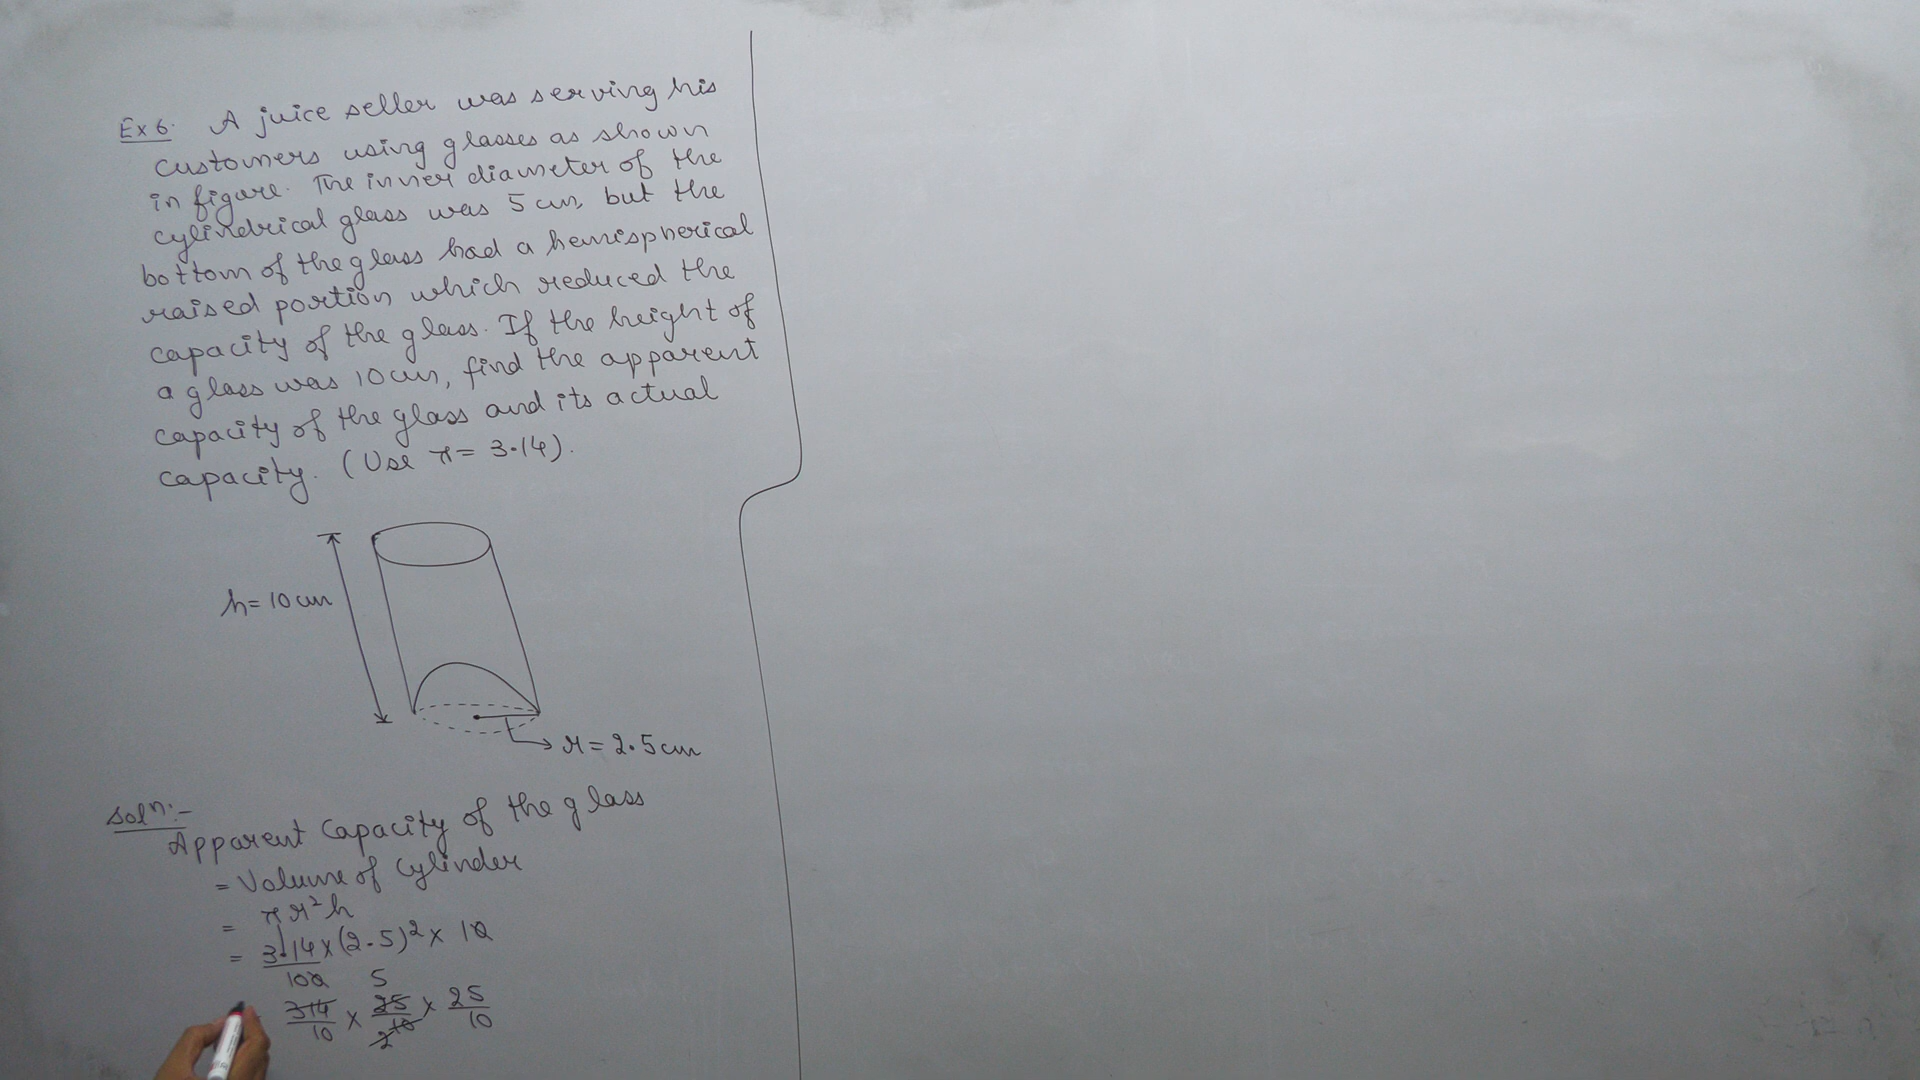 Ex 6. A juice seller was serving his
customers using glasses as shown
in figure. The inner diameter of the
cylindrical glass was 5 cm, but the
bottom of the glass had a hemispherical
raised portion which reduced the
capacity of the glass. If the height of
a glass was 10 cm, find the apparent
capacity of the glass and its actual
capacity. (Use π = 3.14).
h = 10 cm
r = 2.5 cm
Solⁿ:-
Apparent Capacity of the glass
= Volume of Cylinder
= πr²h
= 3.14/100 × (2.5)² × 10
314/10 × 25/10 × 25/10
5
2